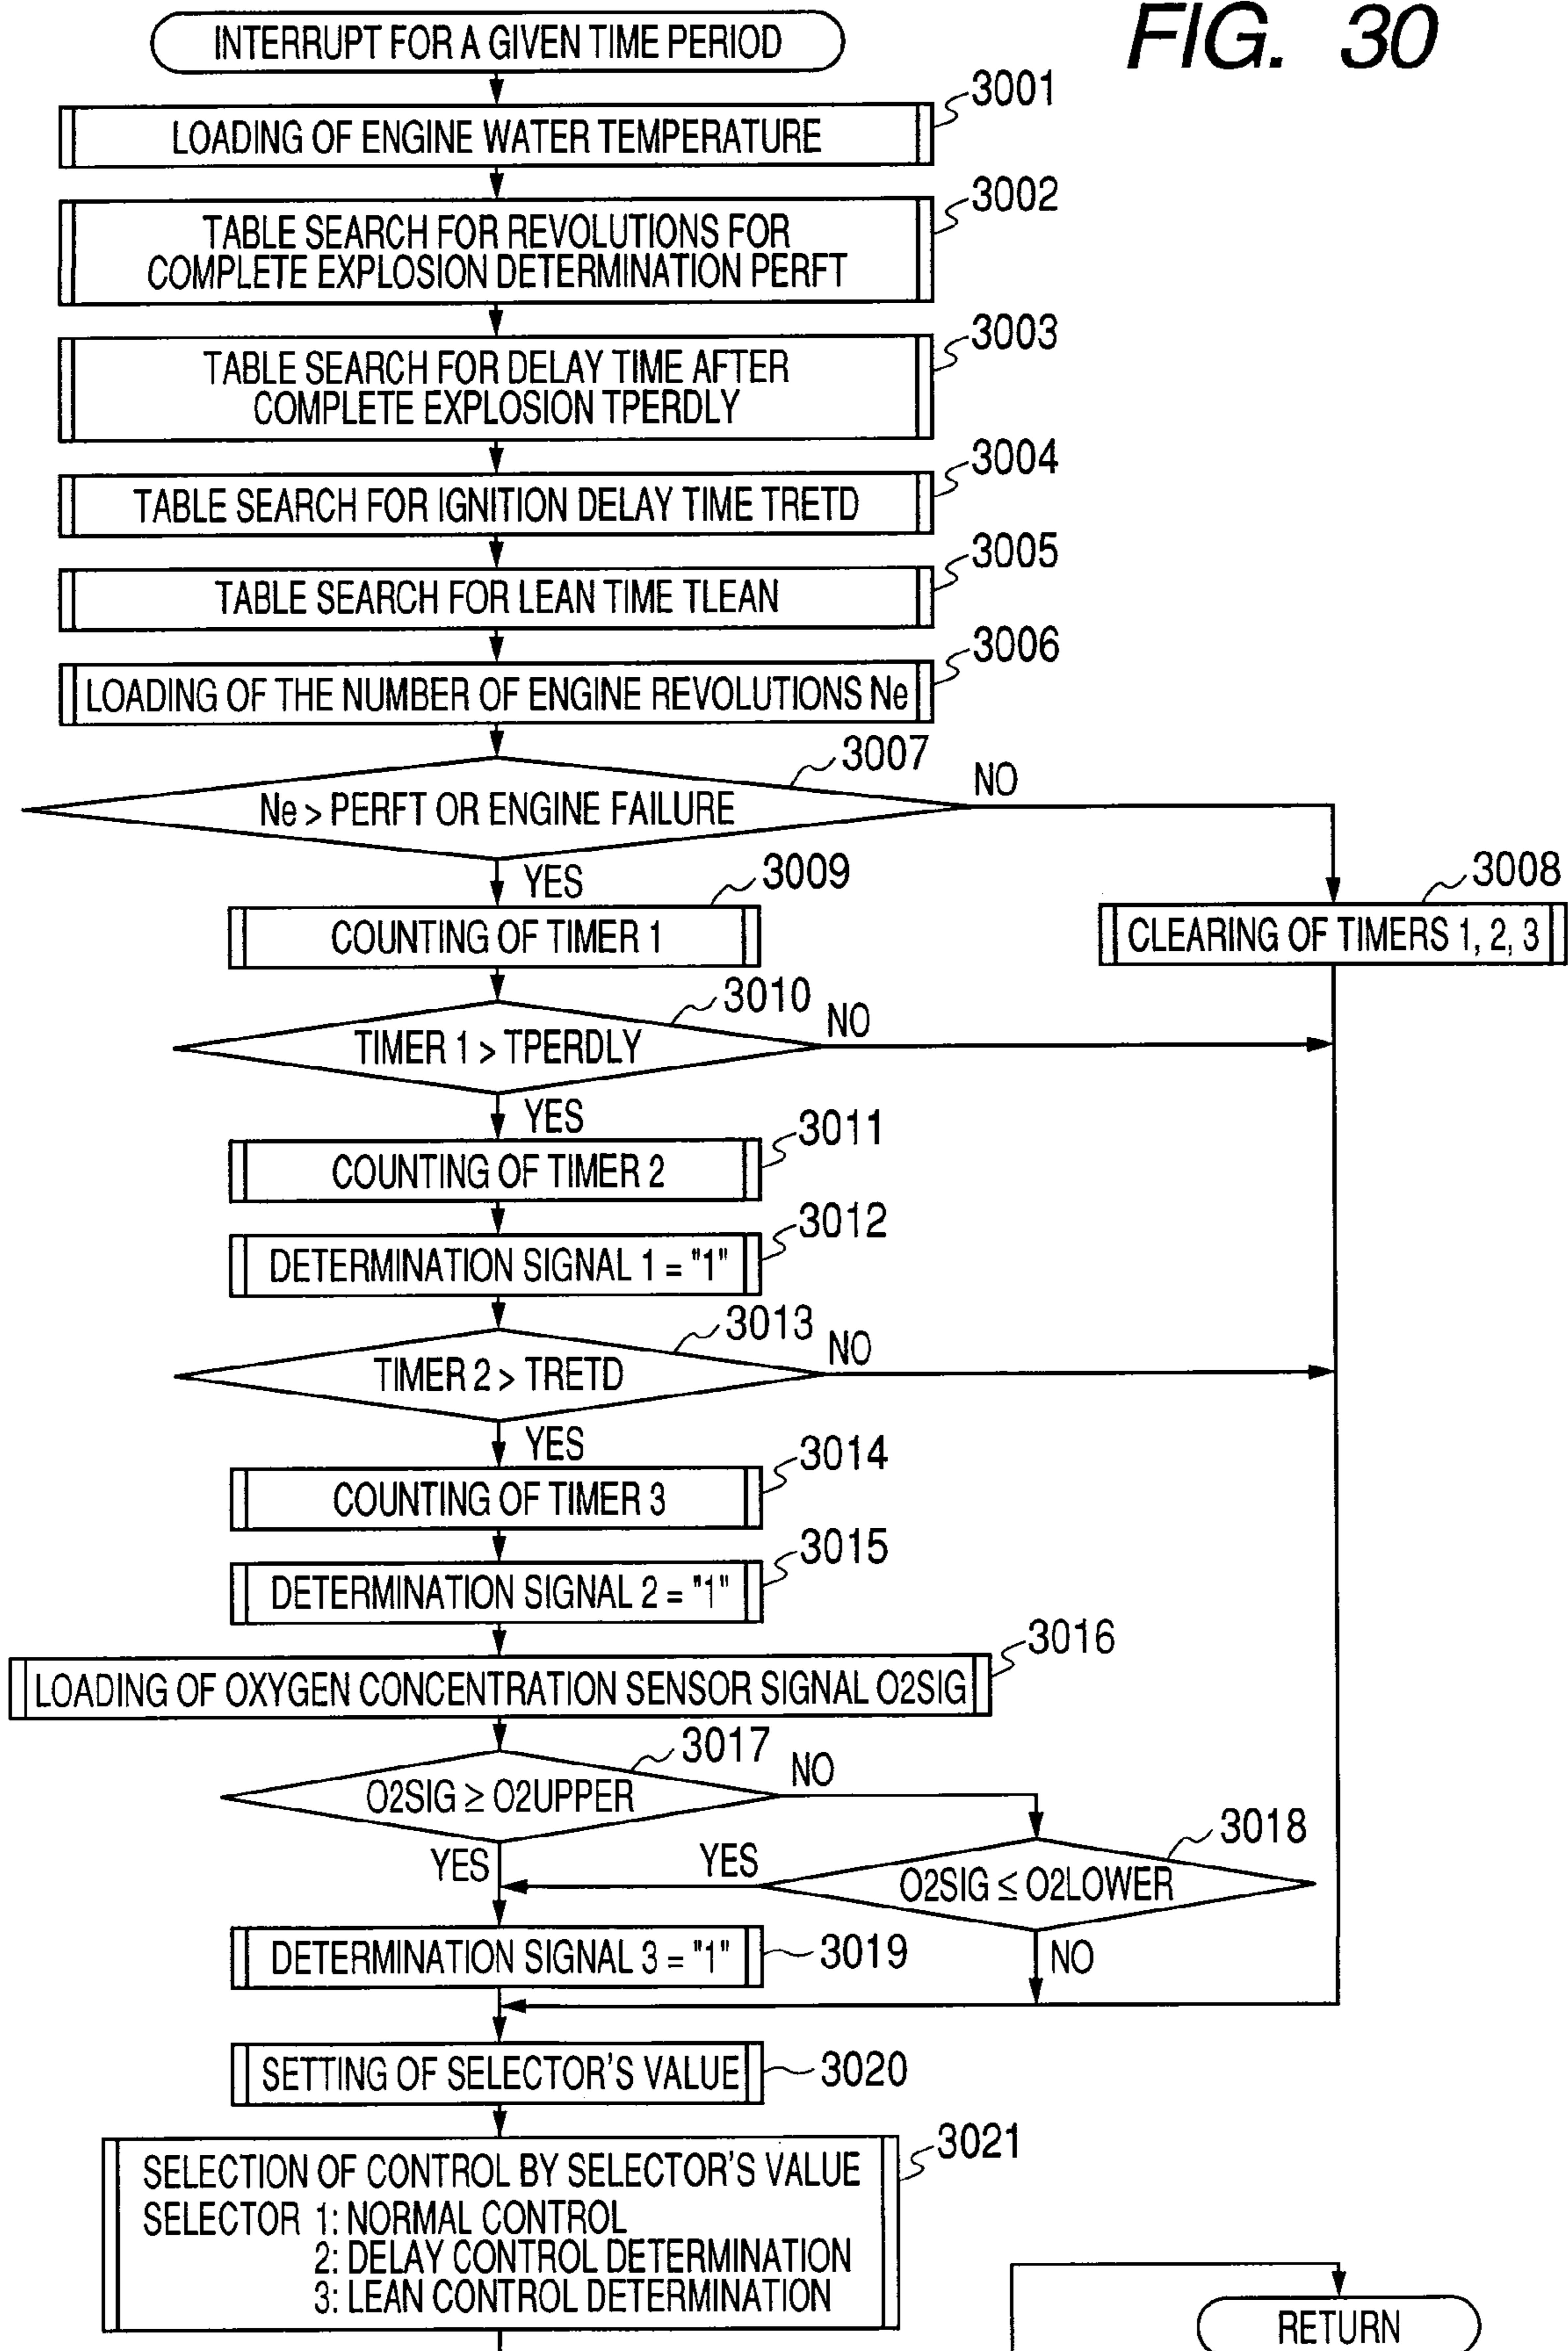 FIG. 30
INTERRUPT FOR A GIVEN TIME PERIOD
3001
LOADING OF ENGINE WATER TEMPERATURE
3002
TABLE SEARCH FOR REVOLUTIONS FOR
COMPLETE EXPLOSION DETERMINATION PERFT
3003
TABLE SEARCH FOR DELAY TIME AFTER
COMPLETE EXPLOSION TPERDLY
3004
TABLE SEARCH FOR IGNITION DELAY TIME TRETD
3005
TABLE SEARCH FOR LEAN TIME TLEAN
3006
LOADING OF THE NUMBER OF ENGINE REVOLUTIONS Ne
3007
Ne > PERFT OR ENGINE FAILURE
NO
YES
3009
COUNTING OF TIMER 1
3008
CLEARING OF TIMERS 1, 2, 3
3010
TIMER 1 > TPERDLY
NO
YES
3011
COUNTING OF TIMER 2
3012
DETERMINATION SIGNAL 1 = "1"
3013
TIMER 2 > TRETD
NO
YES
3014
COUNTING OF TIMER 3
3015
DETERMINATION SIGNAL 2 = "1"
3016
LOADING OF OXYGEN CONCENTRATION SENSOR SIGNAL O2SIG
3017
O2SIG ≥ O2UPPER
NO
YES
3018
O2SIG ≦ O2LOWER
YES
NO
DETERMINATION SIGNAL 3 = "1"
3019
SETTING OF SELECTOR'S VALUE
3020
3021
SELECTION OF CONTROL BY SELECTOR'S VALUE
SELECTOR 1: NORMAL CONTROL
2: DELAY CONTROL DETERMINATION
3: LEAN CONTROL DETERMINATION
RETURN